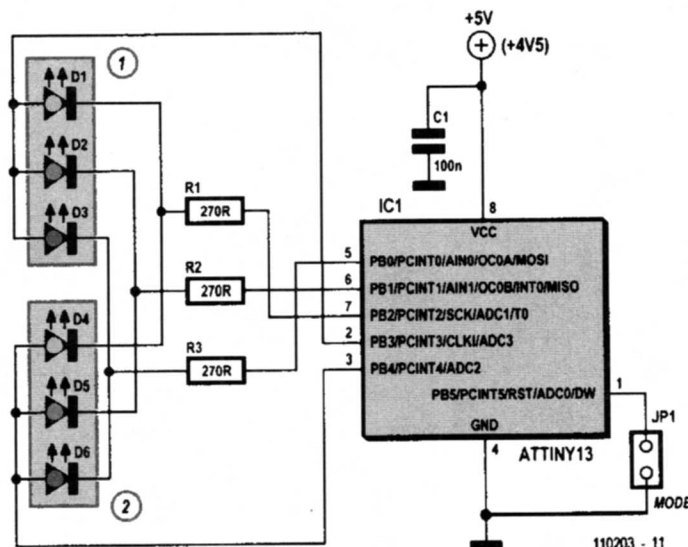 +5V
(+4V5)
1
D1
D2
D3
C1
100n
R1
270R
R2
270R
R3
270R
D4
D5
D6
2
IC1
8
VCC
5
PB0/PCINT0/AIN0/OC0A/MOSI
6
PB1/PCINT1/AIN1/OC0B/INT0/MISO
7
PB2/PCINT2/SCK/ADC1/T0
2
PB3/PCINT3/CLKI/ADC3
3
PB4/PCINT4/ADC2
1
PB5/PCINT5/RST/ADC0/DW
GND
4
ATTINY13
JP1
MODE
110203 - 11